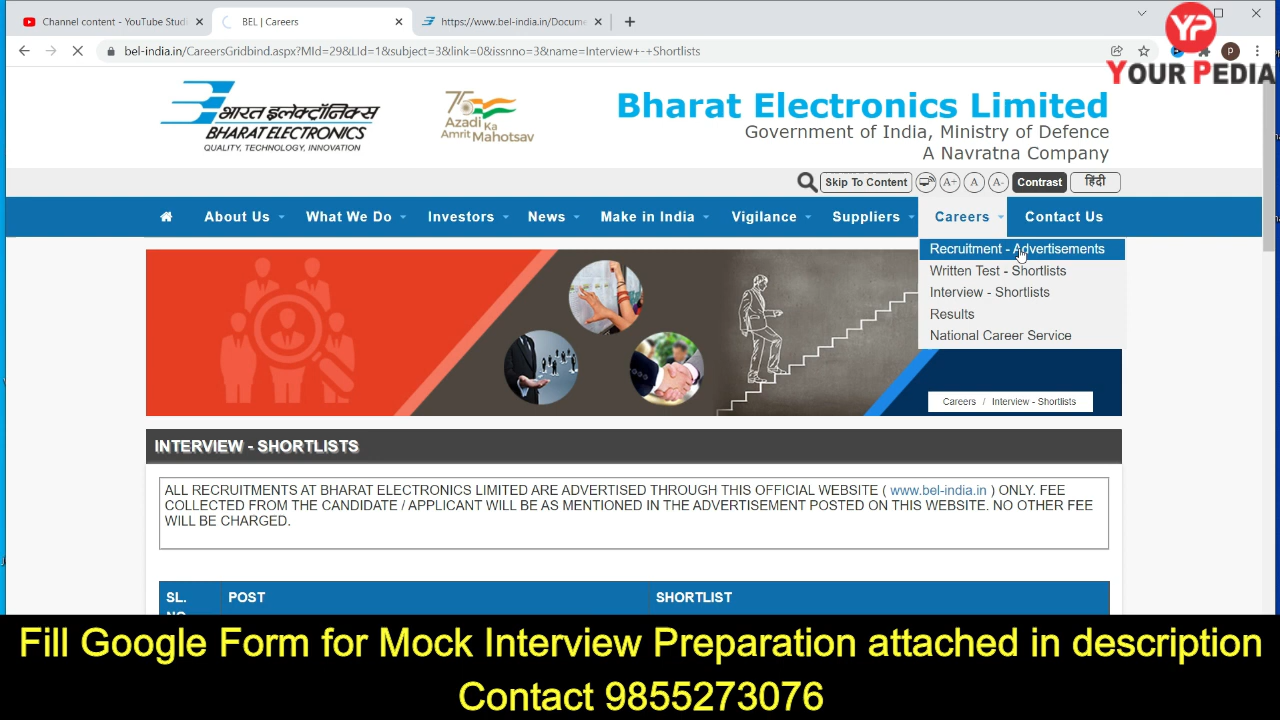 Channel content - YouTube Studi
BEL | Careers
https://www.bel-india.in/Docume
bel-india.in/CareersGridbind.aspx?MId=29&LId=1&subject=3&link=0&issnno=3&name=Interview+-+Shortlists
p
YP
YOUR PEDIA
भारत इलेक्ट्रॉनिक्स
BHARAT ELECTRONICS
QUALITY, TECHNOLOGY, INNOVATION
75
Azadi Ka
Amrit Mahotsav
Bharat Electronics Limited
Government of India, Ministry of Defence
A Navratna Company
Skip To Content A+ A A- Contrast हिंदी
About Us What We Do Investors News Make in India Vigilance Suppliers Careers Contact Us
Recruitment - Advertisements
Written Test - Shortlists
Interview - Shortlists
Results
National Career Service
Careers / Interview - Shortlists
INTERVIEW - SHORTLISTS
ALL RECRUITMENTS AT BHARAT ELECTRONICS LIMITED ARE ADVERTISED THROUGH THIS OFFICIAL WEBSITE ( www.bel-india.in ) ONLY. FEE
COLLECTED FROM THE CANDIDATE / APPLICANT WILL BE AS MENTIONED IN THE ADVERTISEMENT POSTED ON THIS WEBSITE. NO OTHER FEE
WILL BE CHARGED.
SL. POST SHORTLIST
Fill Google Form for Mock Interview Preparation attached in description
Contact 9855273076